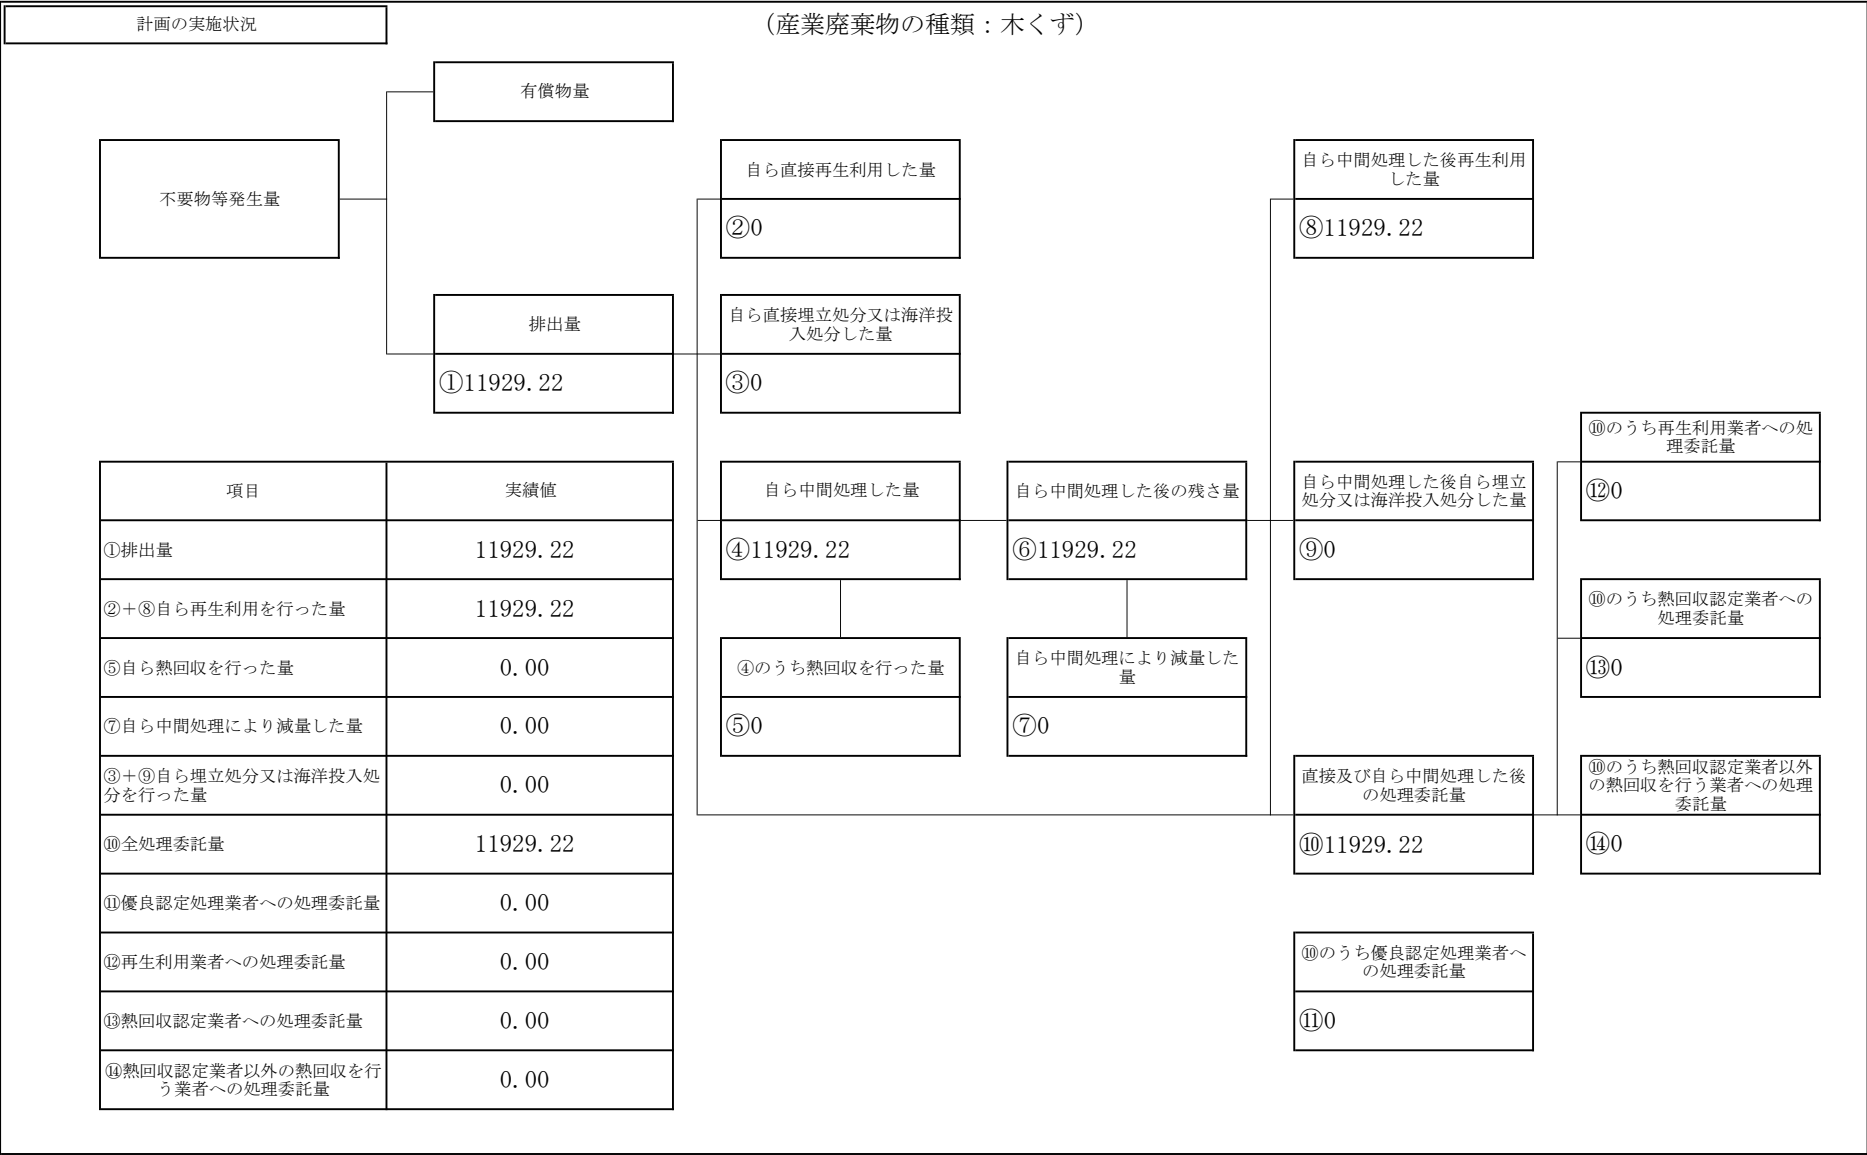 計画の実施状況
（産業廃棄物の種類：木くず）
有償物量
不要物等発生量
自ら直接再生利用した量
②0
自ら中間処理した後再生利用
した量
⑧11929.22
排出量
①11929.22
自ら直接埋立処分又は海洋投
入処分した量
③0
項目
実績値
①排出量
11929.22
②＋⑧自ら再生利用を行った量
11929.22
⑤自ら熱回収を行った量
0.00
⑦自ら中間処理により減量した量
0.00
③＋⑨自ら埋立処分又は海洋投入処
分を行った量
0.00
⑩全処理委託量
11929.22
⑪優良認定処理業者への処理委託量
0.00
⑫再生利用業者への処理委託量
0.00
⑬熱回収認定業者への処理委託量
0.00
⑭熱回収認定業者以外の熱回収を行
う業者への処理委託量
0.00
自ら中間処理した量
④11929.22
④のうち熱回収を行った量
⑤0
自ら中間処理した後の残さ量
⑥11929.22
自ら中間処理により減量した
量
⑦0
自ら中間処理した後自ら埋立
処分又は海洋投入処分した量
⑨0
直接及び自ら中間処理した後
の処理委託量
⑩11929.22
⑩のうち優良認定処理業者へ
の処理委託量
⑪0
⑩のうち再生利用業者への処
理委託量
⑫0
⑩のうち熱回収認定業者への
処理委託量
⑬0
⑩のうち熱回収認定業者以外
の熱回収を行う業者への処理
委託量
⑭0